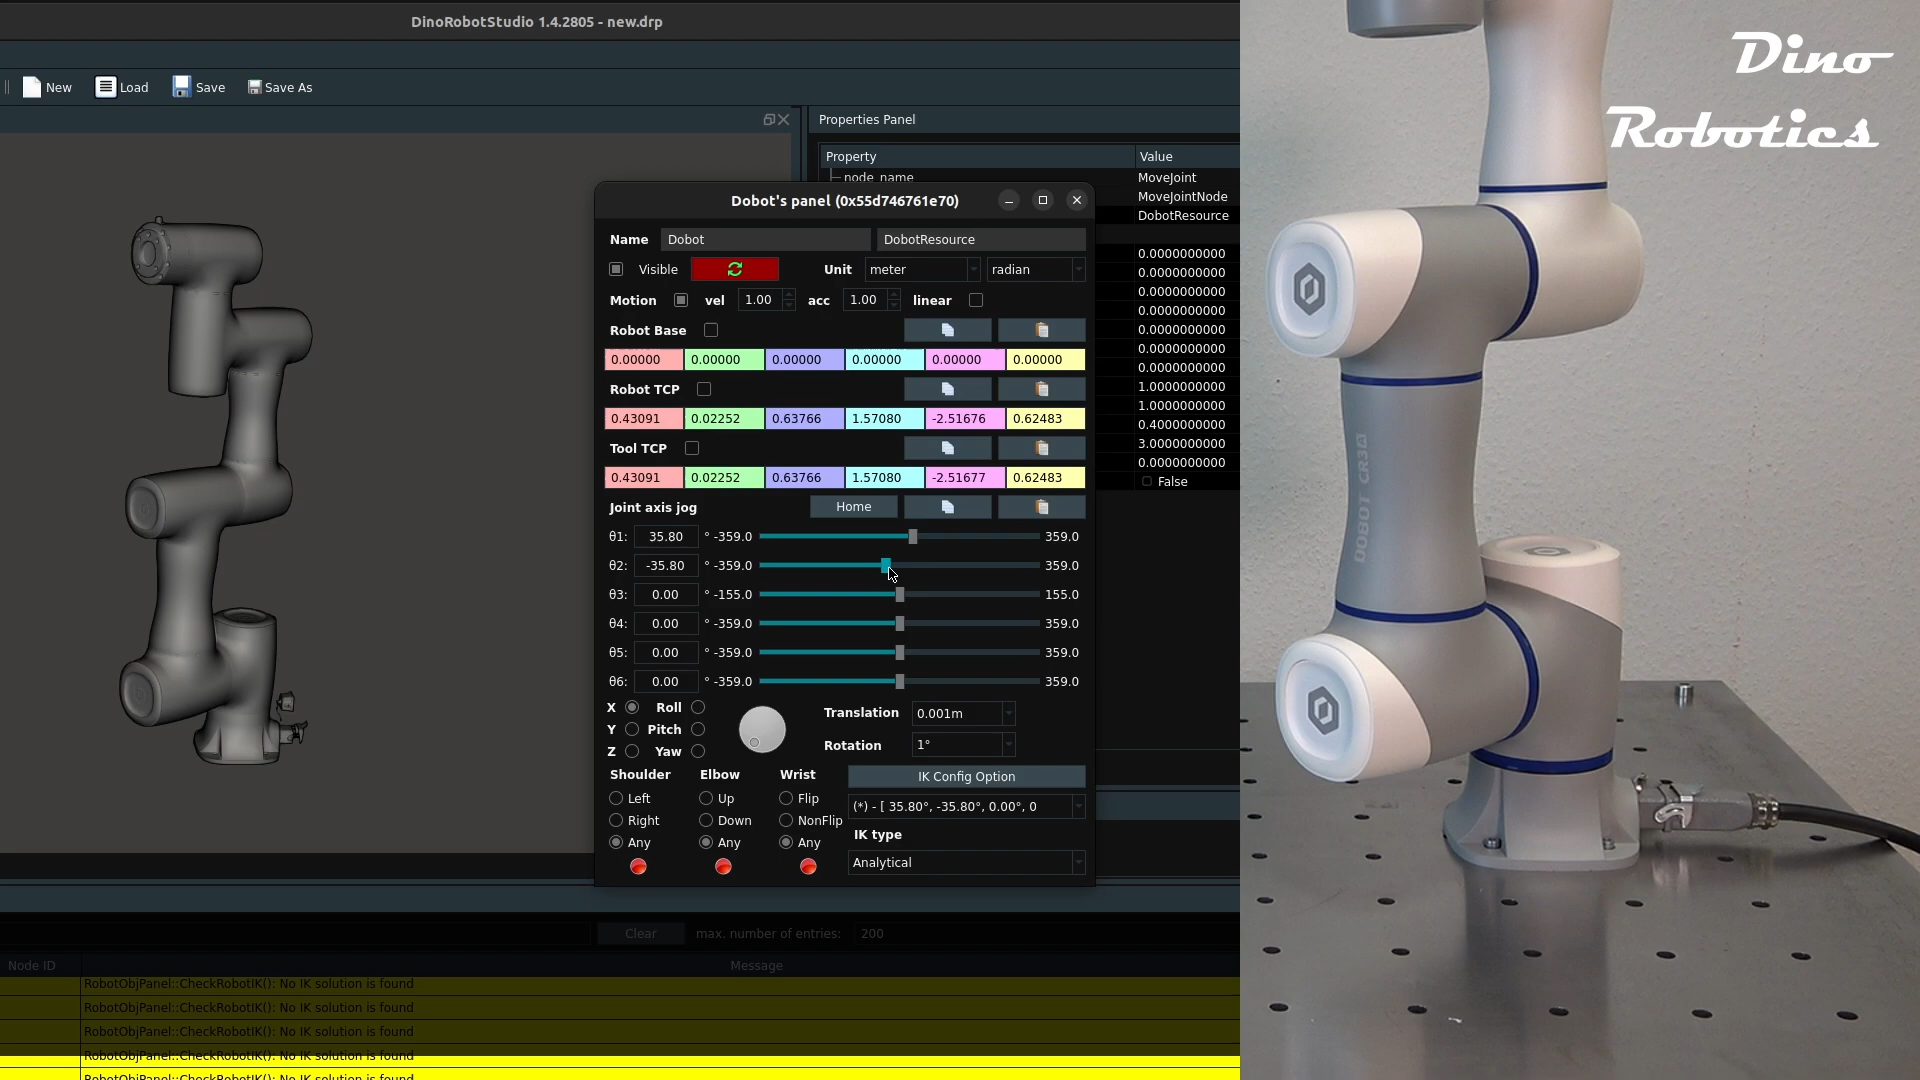 DinoRobotStudio 1.4.2805 - new.drp
New Load Save Save As
Properties Panel
Property Value
node_name MoveJoint
MoveJointNode
DobotResource
0.0000000000
0.0000000000
0.0000000000
0.0000000000
0.0000000000
0.0000000000
0.0000000000
1.0000000000
1.0000000000
0.4000000000
3.0000000000
0.0000000000
False
Dobot's panel (0x55d746761e70)
Name Dobot DobotResource
Visible Unit meter radian
Motion vel 1.00 acc 1.00 linear
Robot Base
0.00000 0.00000 0.00000 0.00000 0.00000 0.00000
Robot TCP
0.43091 0.02252 0.63766 1.57080 -2.51676 0.62483
Tool TCP
0.43091 0.02252 0.63766 1.57080 -2.51677 0.62483
Joint axis jog Home
θ1: 35.80 ° -359.0 359.0
θ2: -35.80 ° -359.0 359.0
θ3: 0.00 ° -155.0 155.0
θ4: 0.00 ° -359.0 359.0
θ5: 0.00 ° -359.0 359.0
θ6: 0.00 ° -359.0 359.0
X Roll
Y Pitch
Z Yaw
Translation 0.001m
Rotation 1°
Shoulder Elbow Wrist
Left Up Flip
Right Down NonFlip
Any Any Any
IK Config Option
(*) - [ 35.80°, -35.80°, 0.00°, 0
IK type
Analytical
Clear max. number of entries: 200
Node ID Message
RobotObjPanel::CheckRobotIK(): No IK solution is found
RobotObjPanel::CheckRobotIK(): No IK solution is found
RobotObjPanel::CheckRobotIK(): No IK solution is found
RobotObjPanel::CheckRobotIK(): No IK solution is found
RobotObjPanel::CheckRobotIK(): No IK solution is found
Dino
Robotics
DOBOT CR3A